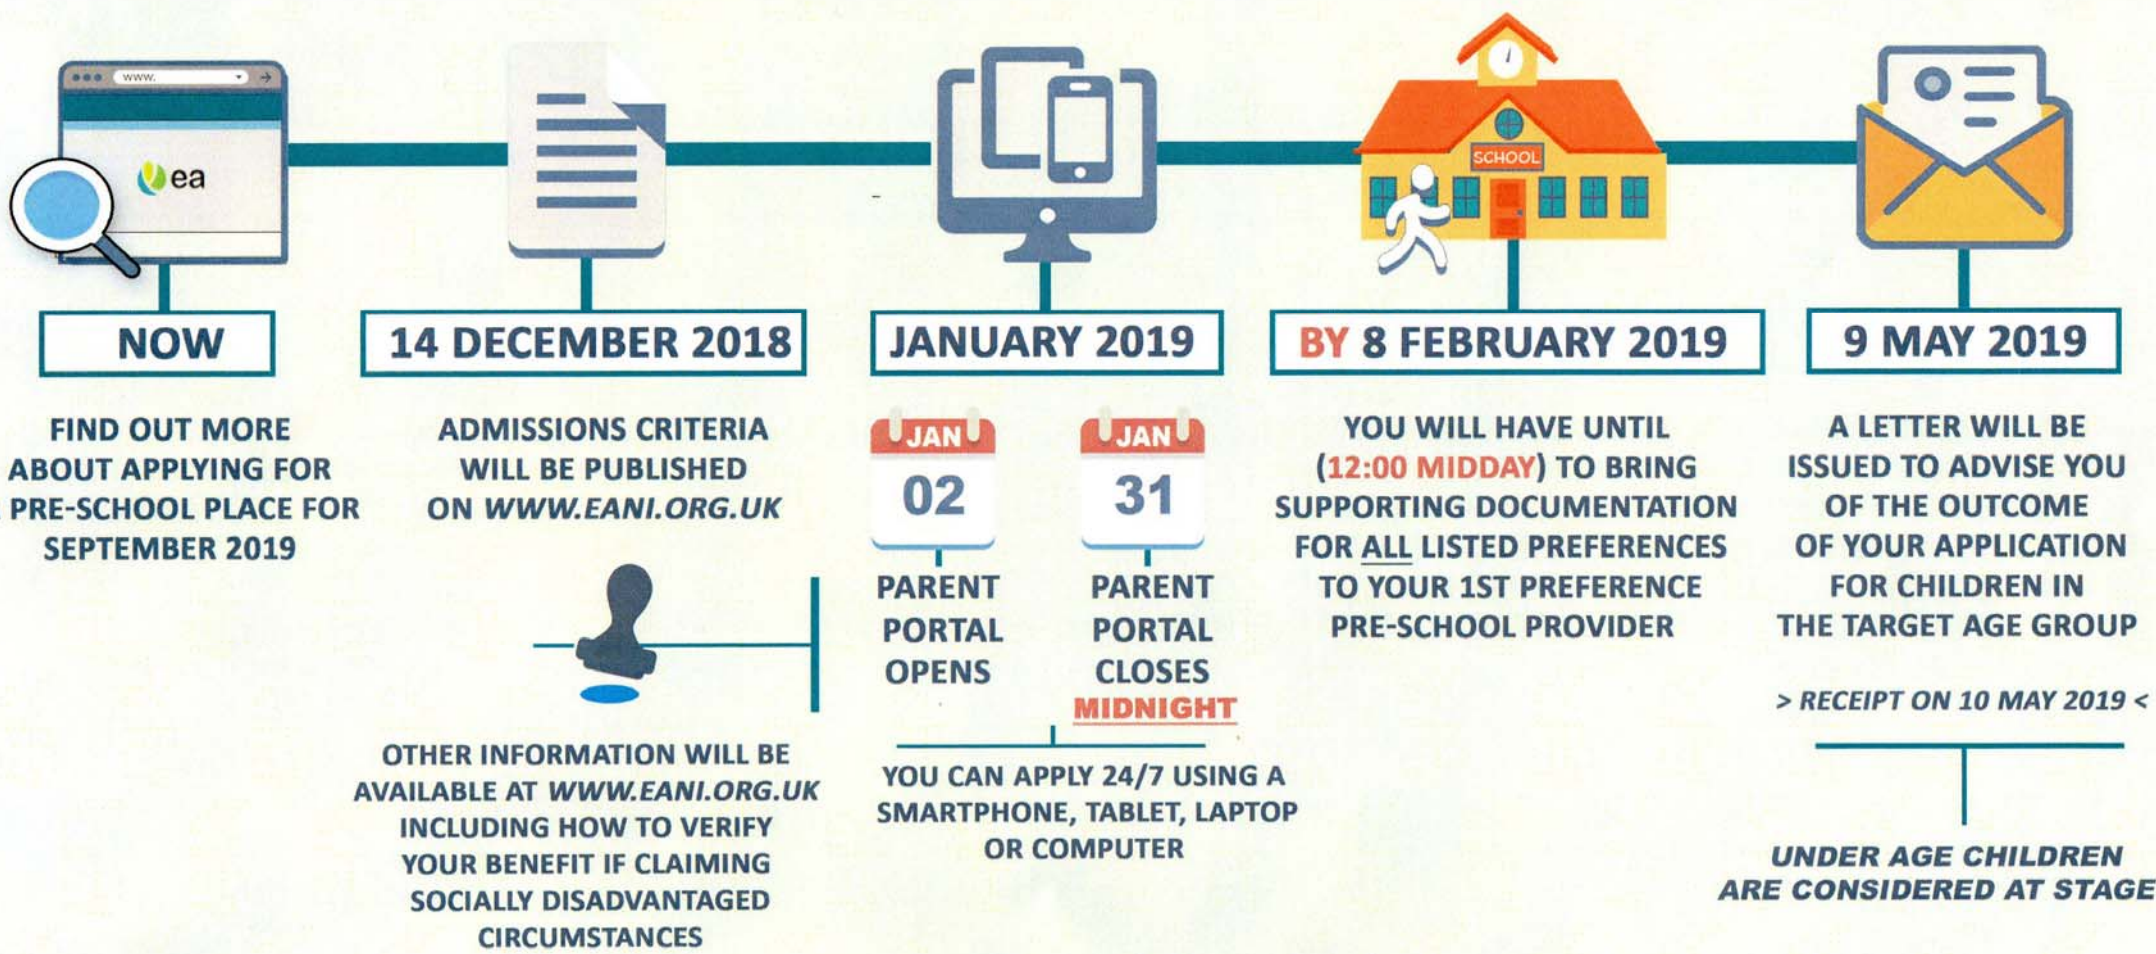 www.
ea
SCHOOL
NOW
FIND OUT MORE
ABOUT APPLYING FOR
PRE-SCHOOL PLACE FOR
SEPTEMBER 2019
14 DECEMBER 2018
ADMISSIONS CRITERIA
WILL BE PUBLISHED
ON WWW.EANI.ORG.UK
OTHER INFORMATION WILL BE
AVAILABLE AT WWW.EANI.ORG.UK
INCLUDING HOW TO VERIFY
YOUR BENEFIT IF CLAIMING
SOCIALLY DISADVANTAGED
CIRCUMSTANCES
JANUARY 2019
JAN
02
PARENT
PORTAL
OPENS
JAN
31
PARENT
PORTAL
CLOSES
MIDNIGHT
YOU CAN APPLY 24/7 USING A
SMARTPHONE, TABLET, LAPTOP
OR COMPUTER
BY 8 FEBRUARY 2019
YOU WILL HAVE UNTIL
(12:00 MIDDAY) TO BRING
SUPPORTING DOCUMENTATION
FOR ALL LISTED PREFERENCES
TO YOUR 1ST PREFERENCE
PRE-SCHOOL PROVIDER
9 MAY 2019
A LETTER WILL BE
ISSUED TO ADVISE YOU
OF THE OUTCOME
OF YOUR APPLICATION
FOR CHILDREN IN
THE TARGET AGE GROUP
> RECEIPT ON 10 MAY 2019 <
UNDER AGE CHILDREN
ARE CONSIDERED AT STAGE